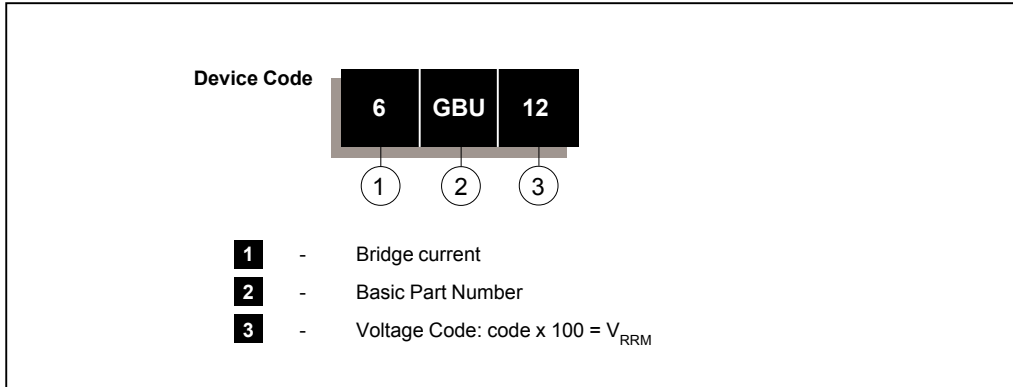 Device Code
6 GBU 12
1 2 3
1 - Bridge current
2 - Basic Part Number
3 - Voltage Code: code x 100 = VRRM